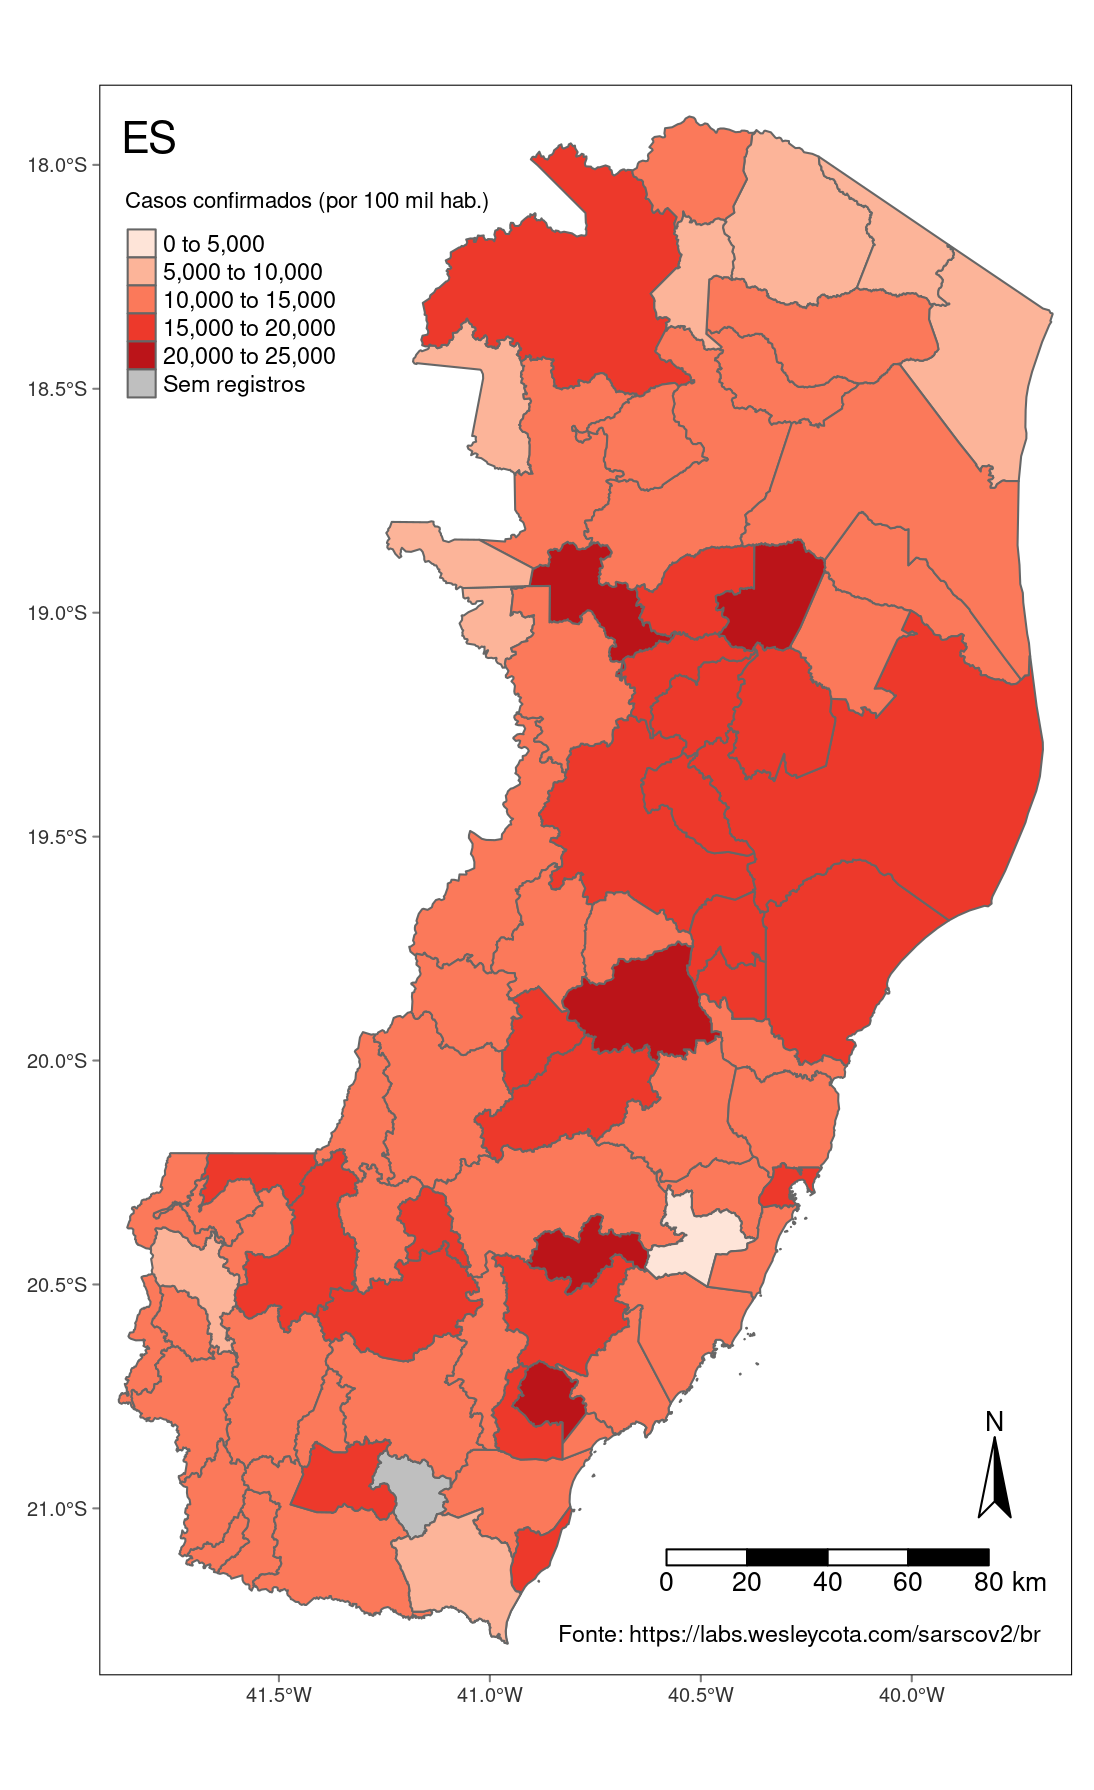 ES
Casos confirmados (por 100 mil hab.)
0 to 5,000
5,000 to 10,000
10,000 to 15,000
15,000 to 20,000
20,000 to 25,000
Sem registros
18.0°S
18.5°S
19.0°S
19.5°S
20.0°S
20.5°S
21.0°S
N
0 20 40 60 80 km
Fonte: https://labs.wesleycota.com/sarscov2/br
41.5°W 41.0°W 40.5°W 40.0°W